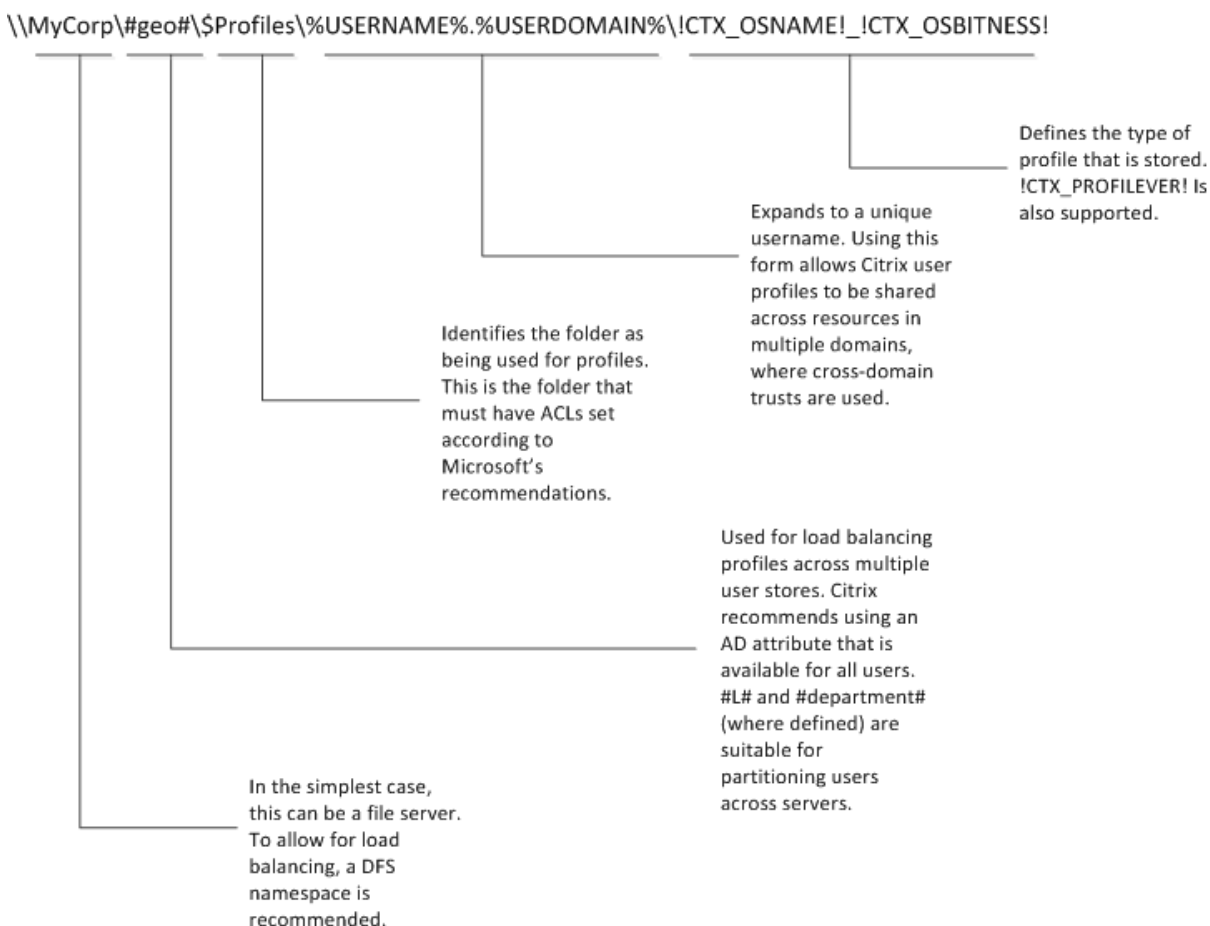 \\MyCorp\#geo#\$Profiles\%USERNAME%.%USERDOMAIN%\!CTX_OSNAME!_!CTX_OSBITNESS!
Defines the type of
profile that is stored.
!CTX_PROFILEVER! Is
also supported.
Expands to a unique
username. Using this
form allows Citrix user
profiles to be shared
across resources in
multiple domains,
where cross-domain
trusts are used.
Identifies the folder as
being used for profiles.
This is the folder that
must have ACLs set
according to
Microsoft’s
recommendations.
Used for load balancing
profiles across multiple
user stores. Citrix
recommends using an
AD attribute that is
available for all users.
#L# and #department#
(where defined) are
suitable for
partitioning users
across servers.
In the simplest case,
this can be a file server.
To allow for load
balancing, a DFS
namespace is
recommended.